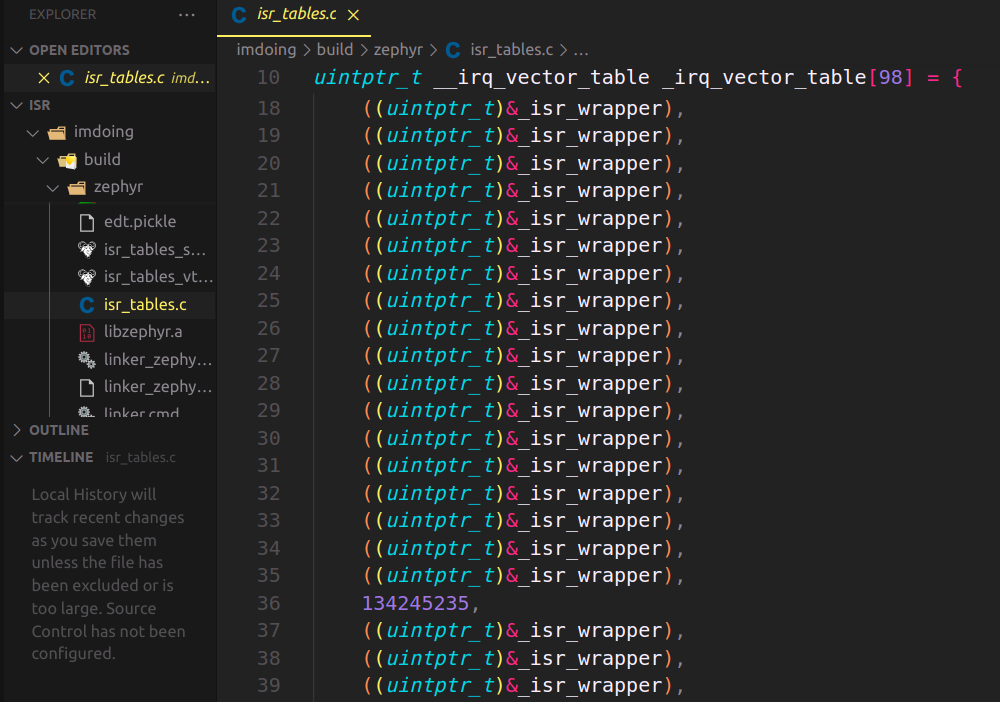 EXPLORER ...
OPEN EDITORS
isr_tables.c imd...
ISR
imdoing
build
zephyr
edt.pickle
isr_tables_s...
isr_tables_vt...
isr_tables.c
libzephyr.a
linker_zephy...
linker_zephy...
linker.cmd
OUTLINE
TIMELINE isr_tables.c
Local History will
track recent changes
as you save them
unless the file has
been excluded or is
too large. Source
Control has not been
configured.
C isr_tables.c
imdoing > build > zephyr > C isr_tables.c > ...
10 uintptr_t __irq_vector_table _irq_vector_table[98] = {
18 ((uintptr_t)&_isr_wrapper),
19 ((uintptr_t)&_isr_wrapper),
20 ((uintptr_t)&_isr_wrapper),
21 ((uintptr_t)&_isr_wrapper),
22 ((uintptr_t)&_isr_wrapper),
23 ((uintptr_t)&_isr_wrapper),
24 ((uintptr_t)&_isr_wrapper),
25 ((uintptr_t)&_isr_wrapper),
26 ((uintptr_t)&_isr_wrapper),
27 ((uintptr_t)&_isr_wrapper),
28 ((uintptr_t)&_isr_wrapper),
29 ((uintptr_t)&_isr_wrapper),
30 ((uintptr_t)&_isr_wrapper),
31 ((uintptr_t)&_isr_wrapper),
32 ((uintptr_t)&_isr_wrapper),
33 ((uintptr_t)&_isr_wrapper),
34 ((uintptr_t)&_isr_wrapper),
35 ((uintptr_t)&_isr_wrapper),
36 134245235,
37 ((uintptr_t)&_isr_wrapper),
38 ((uintptr_t)&_isr_wrapper),
39 ((uintptr_t)&_isr_wrapper),